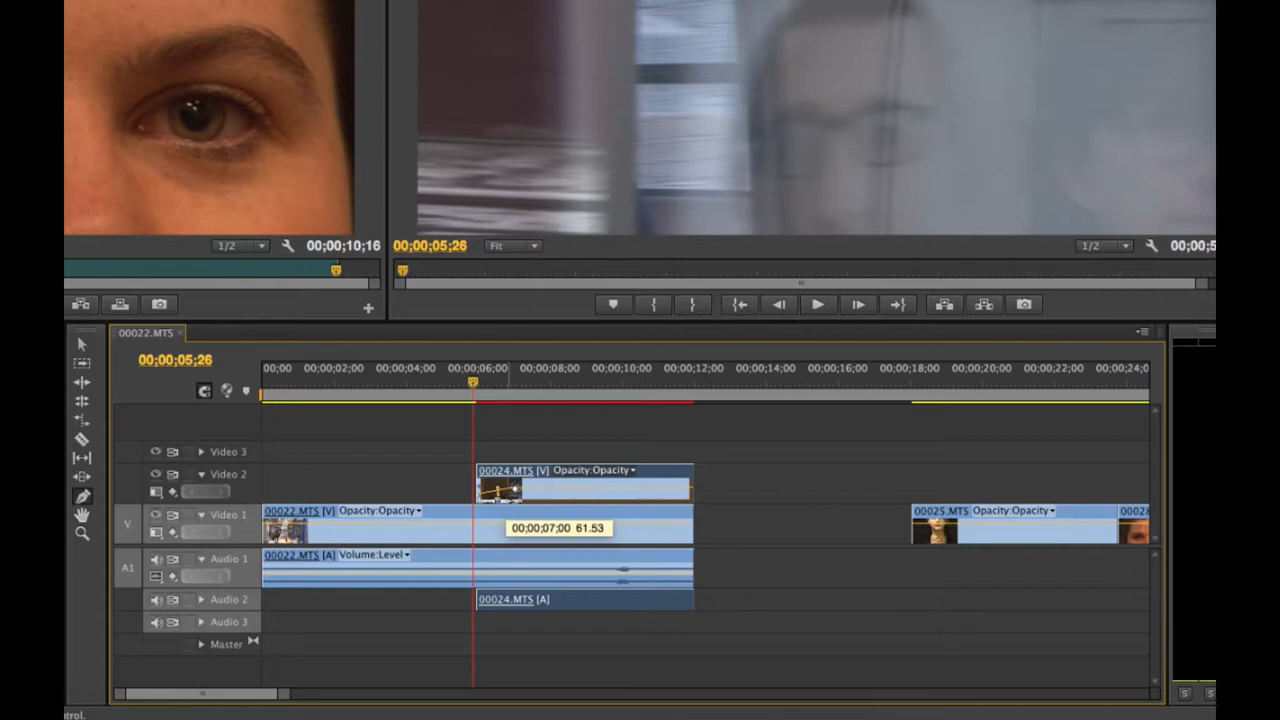 1/2 00;00;10;16
00;00;05;26 Fit 1/2 00;00;5
00022.MTS
00;00;05;26
00;00 00;00;02;00 00;00;04;00 00;00;06;00 00;00;08;00 00;00;10;00 00;00;12;00 00;00;14;00 00;00;16;00 00;00;18;00 00;00;20;00 00;00;22;00 00;00;24;0
Video 3
Video 2 00024.MTS [V] Opacity:Opacity
V Video 1 00022.MTS [V] Opacity:Opacity 00025.MTS Opacity:Opacity 00028
00;00;07;00 61.53
A1 Audio 1 00022.MTS [A] Volume:Level
Audio 2 00024.MTS [A]
Audio 3
Master
S S
trol.